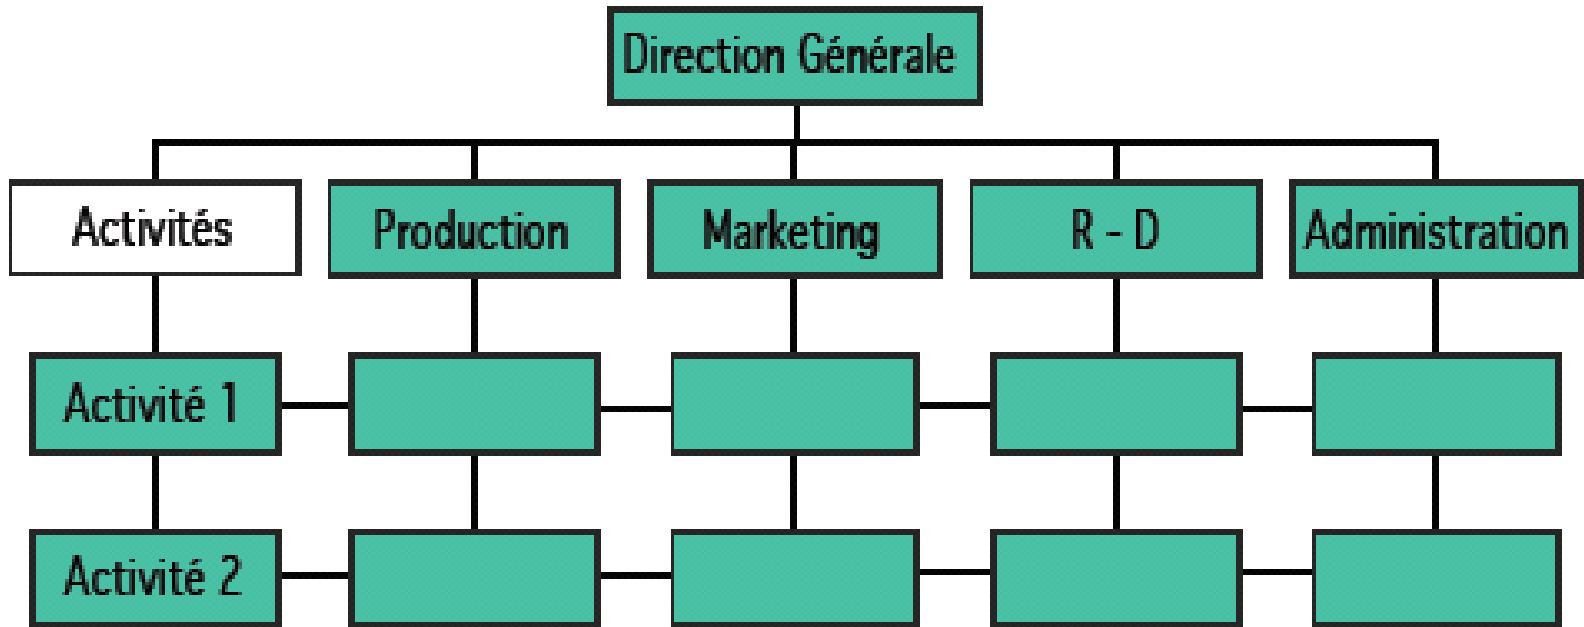 Direction Générale
Activités
Production
Marketing
R - D
Administration
Activité 1
Activité 2